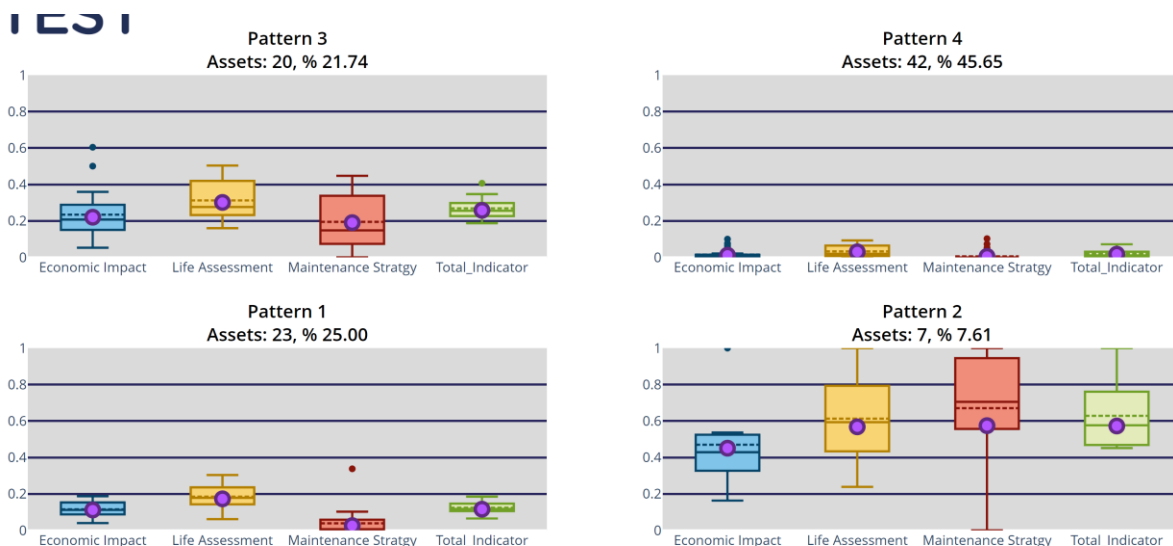 TEST
Pattern 3
Assets: 20, % 21.74
1
0.8
0.6
0.4
0.2
0
Economic Impact Life Assessment Maintenance Stratgy Total_Indicator
Pattern 4
Assets: 42, % 45.65
1
0.8
0.6
0.4
0.2
0
Economic Impact Life Assessment Maintenance Stratgy Total_Indicator
Pattern 1
Assets: 23, % 25.00
1
0.8
0.6
0.4
0.2
0
Economic Impact Life Assessment Maintenance Stratgy Total_Indicator
Pattern 2
Assets: 7, % 7.61
1
0.8
0.6
0.4
0.2
0
Economic Impact Life Assessment Maintenance Stratgy Total_Indicator